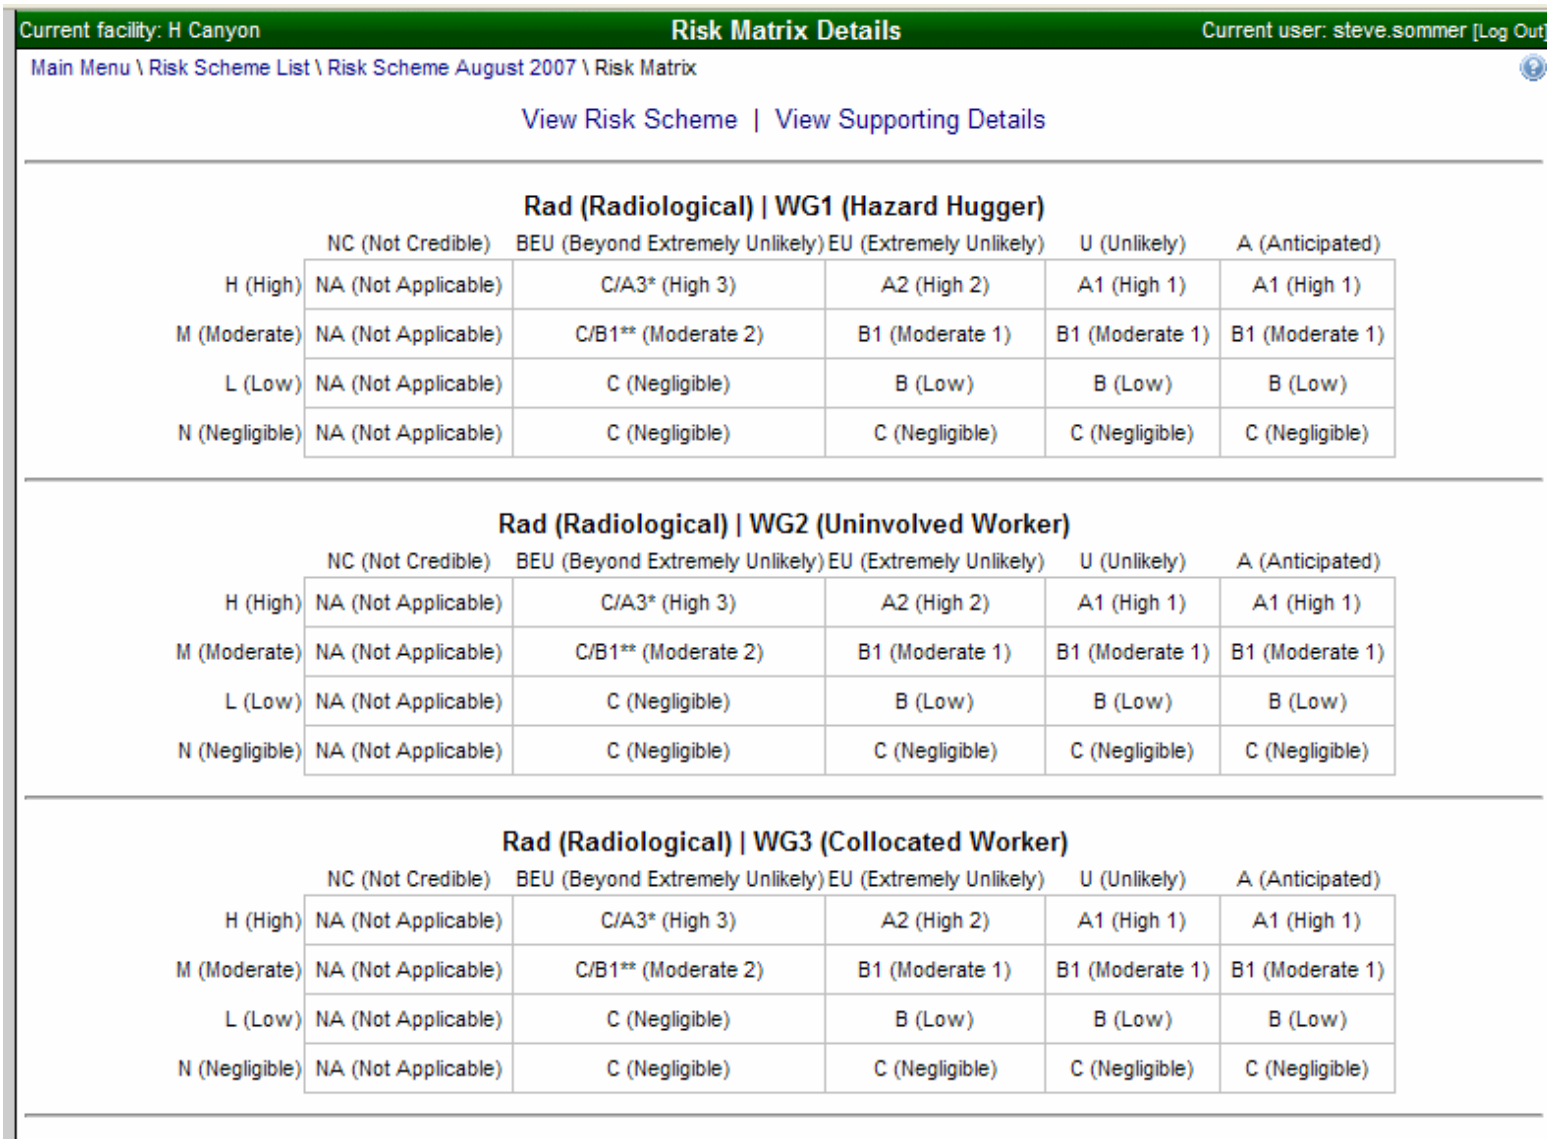 Current facility: H Canyon Risk Matrix Details Current user: steve.sommer [Log Out]
Main Menu \ Risk Scheme List \ Risk Scheme August 2007 \ Risk Matrix
View Risk Scheme | View Supporting Details
Rad (Radiological) | WG1 (Hazard Hugger)
NC (Not Credible) BEU (Beyond Extremely Unlikely) EU (Extremely Unlikely) U (Unlikely) A (Anticipated)
H (High) NA (Not Applicable) C/A3* (High 3) A2 (High 2) A1 (High 1) A1 (High 1)
M (Moderate) NA (Not Applicable) C/B1** (Moderate 2) B1 (Moderate 1) B1 (Moderate 1) B1 (Moderate 1)
L (Low) NA (Not Applicable) C (Negligible) B (Low) B (Low) B (Low)
N (Negligible) NA (Not Applicable) C (Negligible) C (Negligible) C (Negligible) C (Negligible)
Rad (Radiological) | WG2 (Uninvolved Worker)
NC (Not Credible) BEU (Beyond Extremely Unlikely) EU (Extremely Unlikely) U (Unlikely) A (Anticipated)
H (High) NA (Not Applicable) C/A3* (High 3) A2 (High 2) A1 (High 1) A1 (High 1)
M (Moderate) NA (Not Applicable) C/B1** (Moderate 2) B1 (Moderate 1) B1 (Moderate 1) B1 (Moderate 1)
L (Low) NA (Not Applicable) C (Negligible) B (Low) B (Low) B (Low)
N (Negligible) NA (Not Applicable) C (Negligible) C (Negligible) C (Negligible) C (Negligible)
Rad (Radiological) | WG3 (Collocated Worker)
NC (Not Credible) BEU (Beyond Extremely Unlikely) EU (Extremely Unlikely) U (Unlikely) A (Anticipated)
H (High) NA (Not Applicable) C/A3* (High 3) A2 (High 2) A1 (High 1) A1 (High 1)
M (Moderate) NA (Not Applicable) C/B1** (Moderate 2) B1 (Moderate 1) B1 (Moderate 1) B1 (Moderate 1)
L (Low) NA (Not Applicable) C (Negligible) B (Low) B (Low) B (Low)
N (Negligible) NA (Not Applicable) C (Negligible) C (Negligible) C (Negligible) C (Negligible)